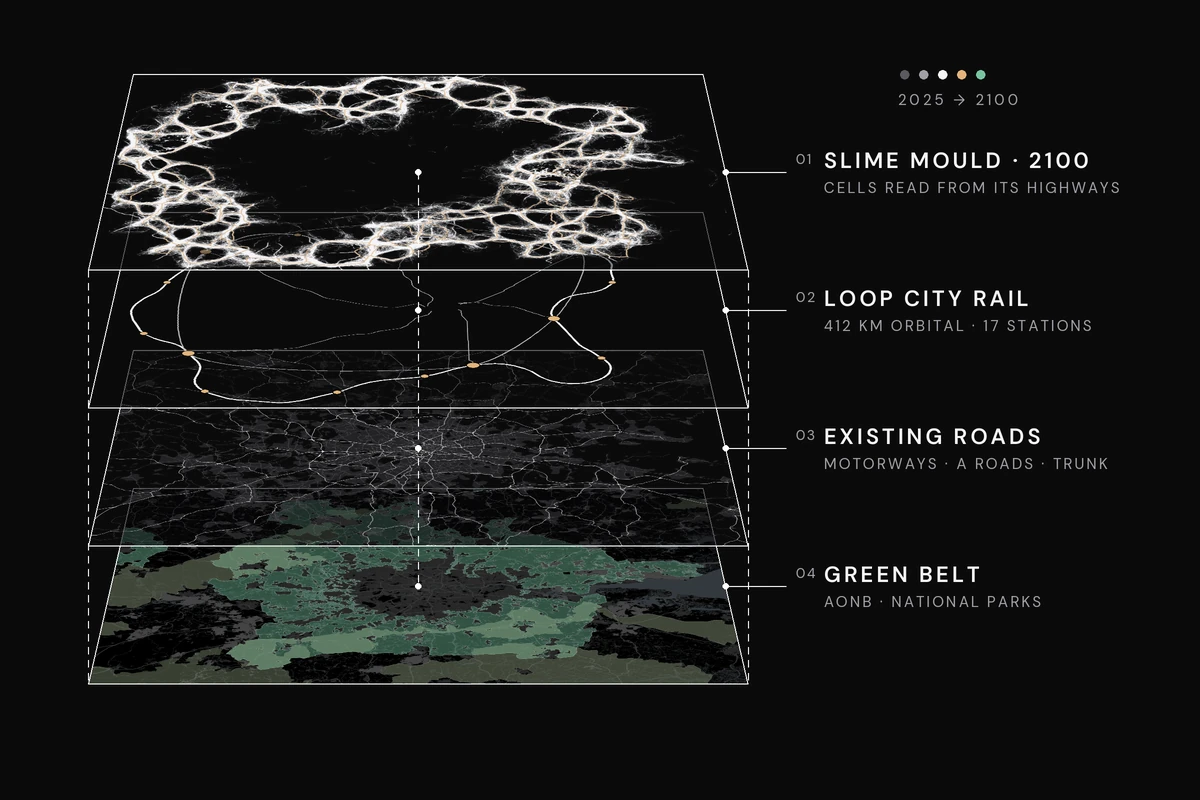 2025 → 2100
01 SLIME MOULD · 2100
CELLS READ FROM ITS HIGHWAYS
02 LOOP CITY RAIL
412 KM ORBITAL · 17 STATIONS
03 EXISTING ROADS
MOTORWAYS · A ROADS · TRUNK
04 GREEN BELT
AONB · NATIONAL PARKS